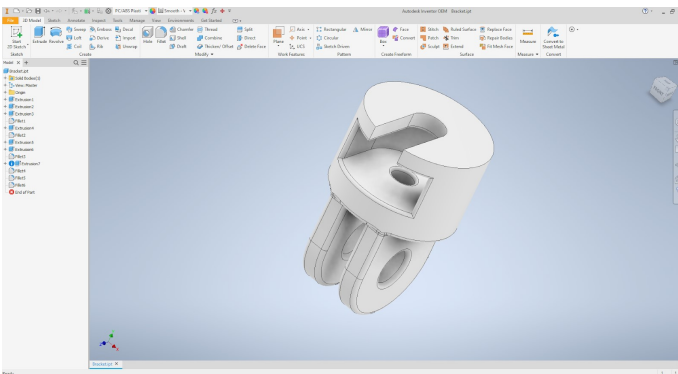 PC/ABS Plastic
Smooth - V
Autodesk Inventor OEM Bracket.ipt
File 3D Model Sketch Annotate Inspect Tools Manage View Environments Get Started
Sweep Emboss Decal Chamfer Thread Split Axis Rectangular Mirror Face Stitch Ruled Surface Replace Face
Start 2D Sketch Extrude Revolve Loft Derive Import Hole Fillet Shell Combine Direct Plane Point Circular Box Convert Patch Trim Repair Bodies Measure Convert to Sheet Metal
Coil Rib Unwrap Draft Thicken/ Offset Delete Face UCS Sketch Driven Sculpt Extend Fit Mesh Face
Sketch Create Modify Work Features Pattern Create Freeform Surface Measure Convert
Model
Bracket.ipt
Solid Bodies(1)
View: Master
Origin
Extrusion1
Extrusion2
Extrusion3
Fillet1
Extrusion4
Fillet2
Extrusion5
Extrusion6
Fillet3
Extrusion7
Fillet4
Fillet5
Fillet6
End of Part
Bracket.ipt
Ready